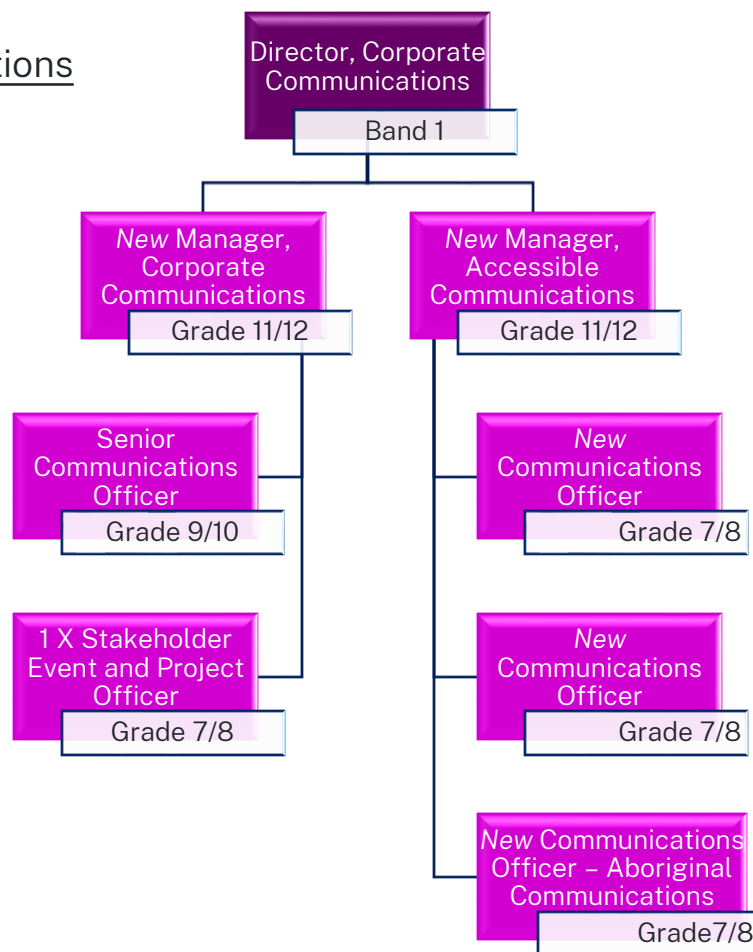 Director, Corporate
Communications
Band 1
New Manager,
Corporate
Communications
Grade 11/12
New Manager,
Accessible
Communications
Grade 11/12
Senior
Communications
Officer
Grade 9/10
New
Communications
Officer
Grade 7/8
1 X Stakeholder
Event and Project
Officer
Grade 7/8
New
Communications
Officer
Grade 7/8
New Communications
Officer – Aboriginal
Communications
Grade7/8